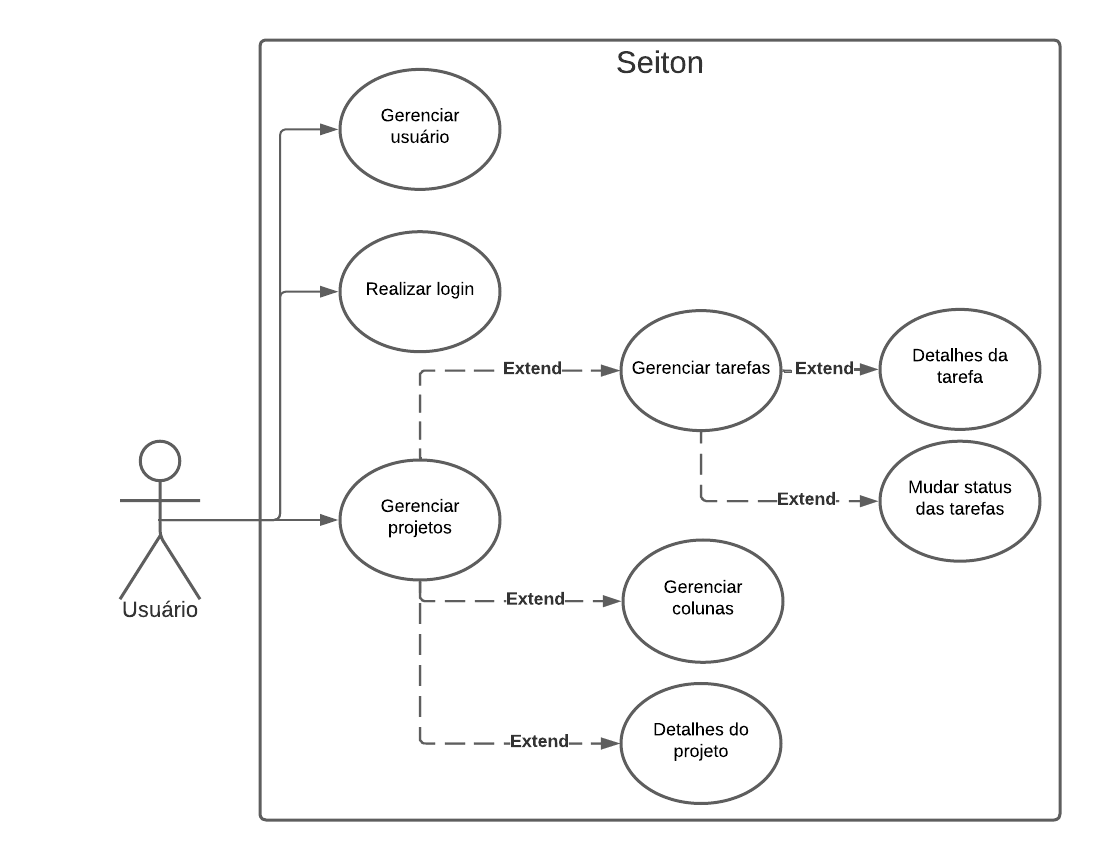 Seiton
Gerenciar
usuário
Realizar login
Extend
Gerenciar tarefas
Extend
Detalhes da
tarefa
Extend
Mudar status
das tarefas
Gerenciar
projetos
Usuário
Extend
Gerenciar
colunas
Extend
Detalhes do
projeto